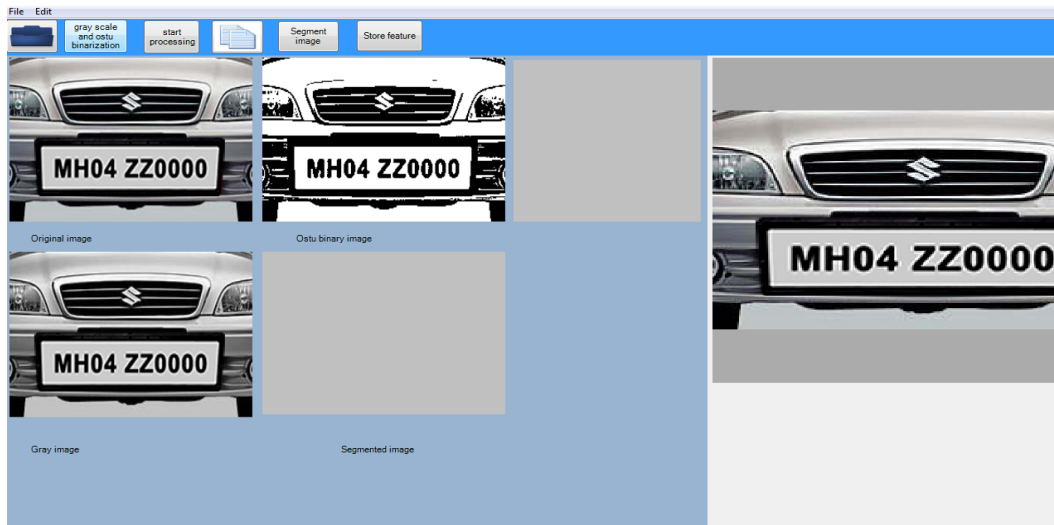 File Edit
gray scale
and ostu
binarization
start
processing
Segment
image
Store feature
MH04 ZZ0000
MH04 ZZ0000
MH04 ZZ0000
Original image
Ostu binary image
MH04 ZZ0000
Gray image
Segmented image